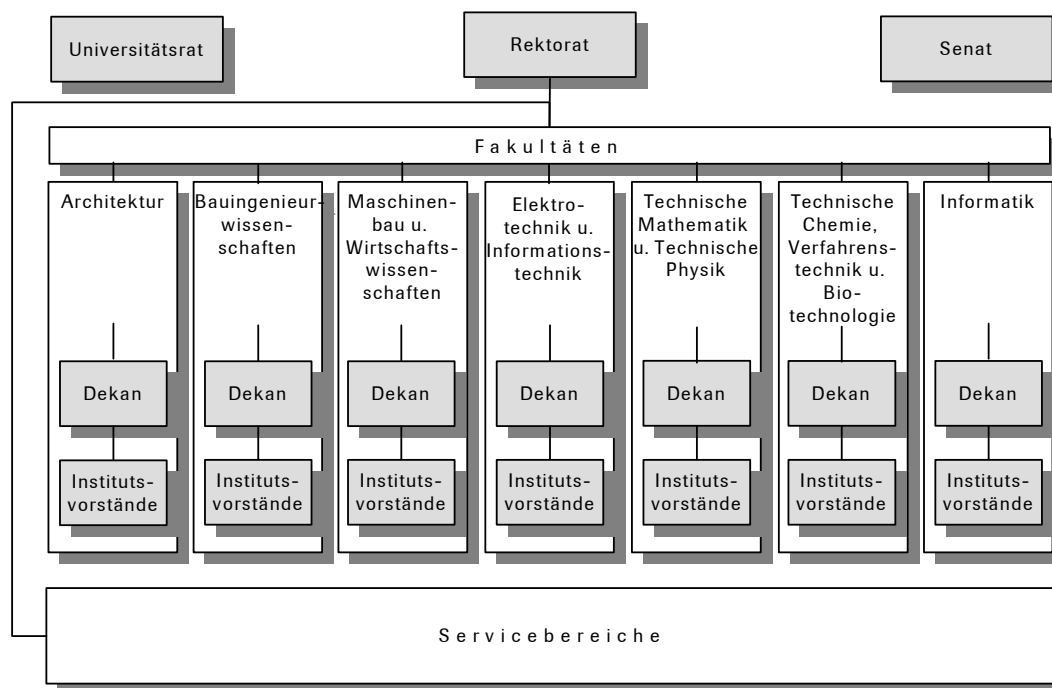 Universitätsrat
Rektorat
Senat
Fakultäten
Architektur
Bauingenieur-
wissen-
schaften
Maschinen-
bau u.
Wirtschafts-
wissen-
schaften
Elektro-
technik u.
Informations-
technik
Technische
Mathematik
u. Technische
Physik
Technische
Chemie,
Verfahrens-
technik u.
Bio-
technologie
Informatik
Dekan
Dekan
Dekan
Dekan
Dekan
Dekan
Dekan
Instituts-
vorstände
Instituts-
vorstände
Instituts-
vorstände
Instituts-
vorstände
Instituts-
vorstände
Instituts-
vorstände
Instituts-
vorstände
Servicebereiche